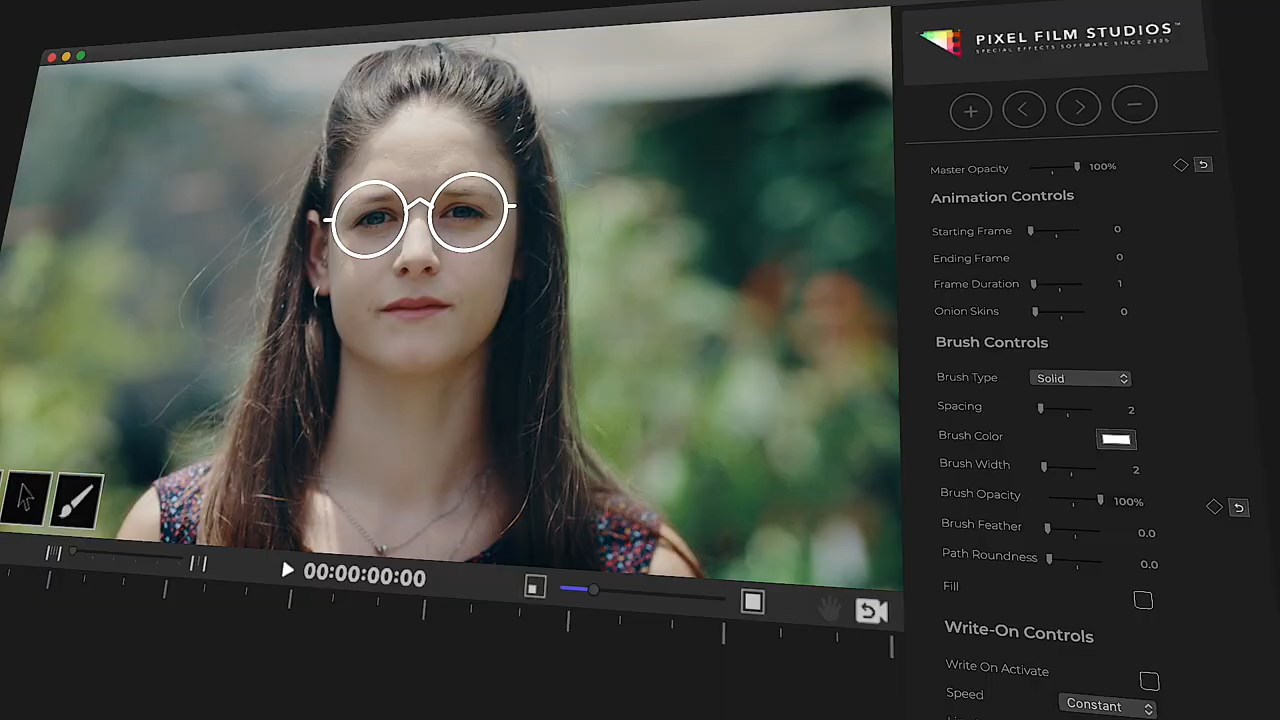 PIXEL FILM STUDIOS™
SPECIAL EFFECTS SOFTWARE SINCE 2006
Master Opacity 100%
Animation Controls
Starting Frame 0
Ending Frame 0
Frame Duration 1
Onion Skins 0
Brush Controls
Brush Type Solid
Spacing 2
Brush Color
Brush Width 2
Brush Opacity 100%
Brush Feather 0.0
Path Roundness 0.0
Fill
Write-On Controls
Write On Activate
Speed Constant
00:00:00:00